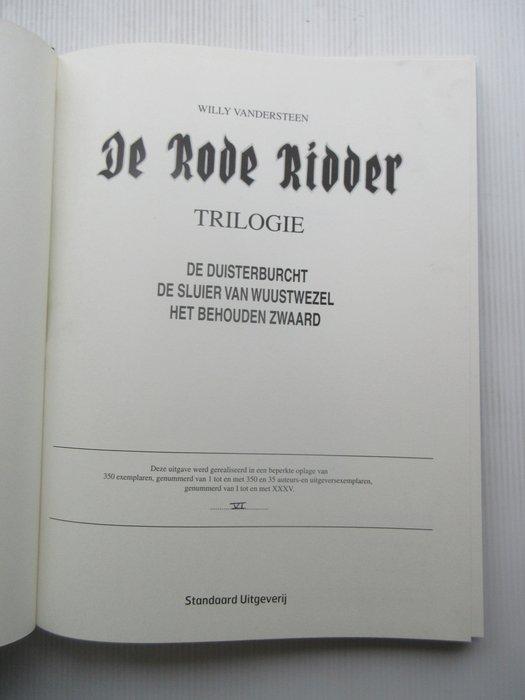 WILLY VANDERSTEEN
De Rode Ridder
TRILOGIE
DE DUISTERBURCHT
DE SLUIER VAN WUUSTWEZEL
HET BEHOUDEN ZWAARD
Deze uitgave werd gerealiseerd in een beperkte oplage van
350 exemplaren, genummerd van 1 tot en met 350 en 35 auteurs-en uitgeversexemplaren,
genummerd van I tot en met XXXV.
VI
Standaard Uitgeverij